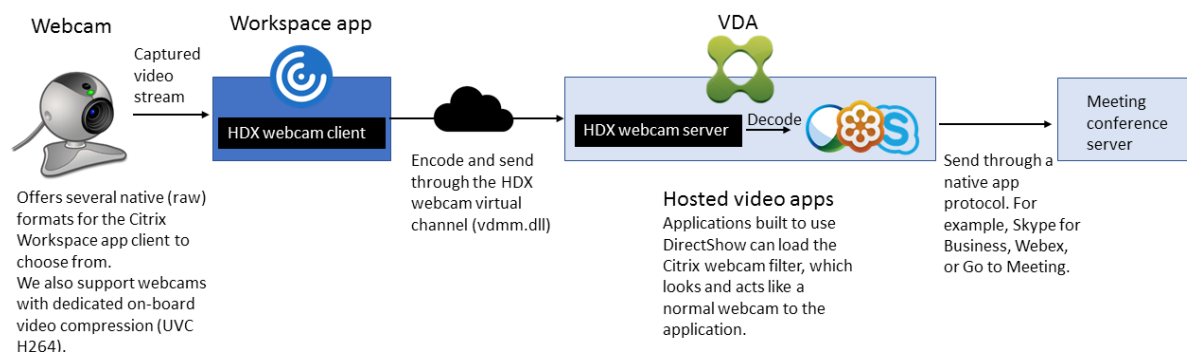 Webcam
Captured
video
stream
Offers several native (raw)
formats for the Citrix
Workspace app client to
choose from.
We also support webcams
with dedicated on-board
video compression (UVC
H264).
Workspace app
HDX webcam client
Encode and send
through the HDX
webcam virtual
channel (vdmm.dll)
VDA
HDX webcam server
Decode
S
Hosted video apps
Applications built to use
DirectShow can load the
Citrix webcam filter, which
looks and acts like a
normal webcam to the
application.
Send through a
native app
protocol. For
example, Skype for
Business, Webex,
or Go to Meeting.
Meeting
conference
server